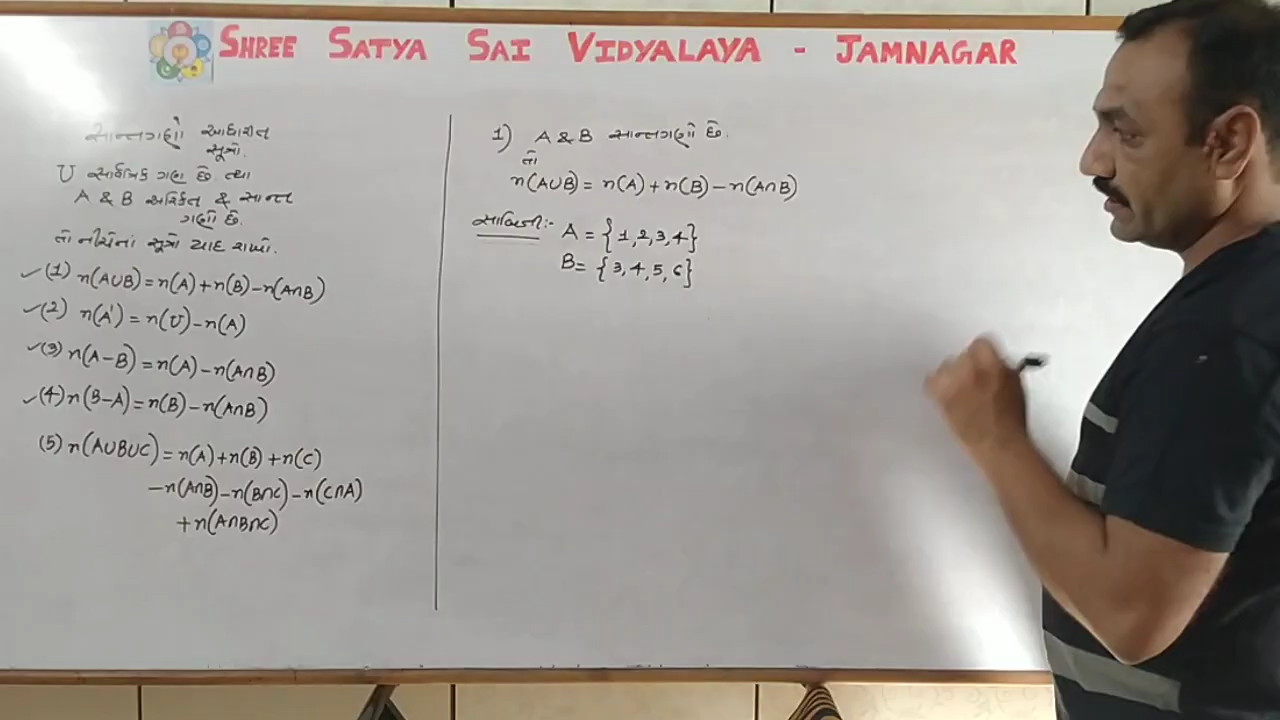 SHREE SATYA SAI VIDYALAYA - JAMNAGAR
સાન્તગણો આધારીત
સૂત્રો.
U સાર્વત્રિક ગણ છે. તથા
A & B અરિક્ત & સાન્ત
ગણો છે.
તો નીચેનાં સૂત્રો યાદ રાખો.
✓(1) n(A∪B)=n(A)+n(B)-n(A∩B)
✓(2) n(A')=n(U)-n(A)
✓(3) n(A-B)=n(A)-n(A∩B)
✓(4) n(B-A)=n(B)-n(A∩B)
(5) n(A∪B∪C)=n(A)+n(B)+n(C)
-n(A∩B)-n(B∩C)-n(C∩A)
+n(A∩B∩C)
1) A & B સાન્તગણો છે.
તો
n(A∪B)=n(A)+n(B)-n(A∩B)
સાબિતી:- A = {1,2,3,4}
B= {3,4,5,6}